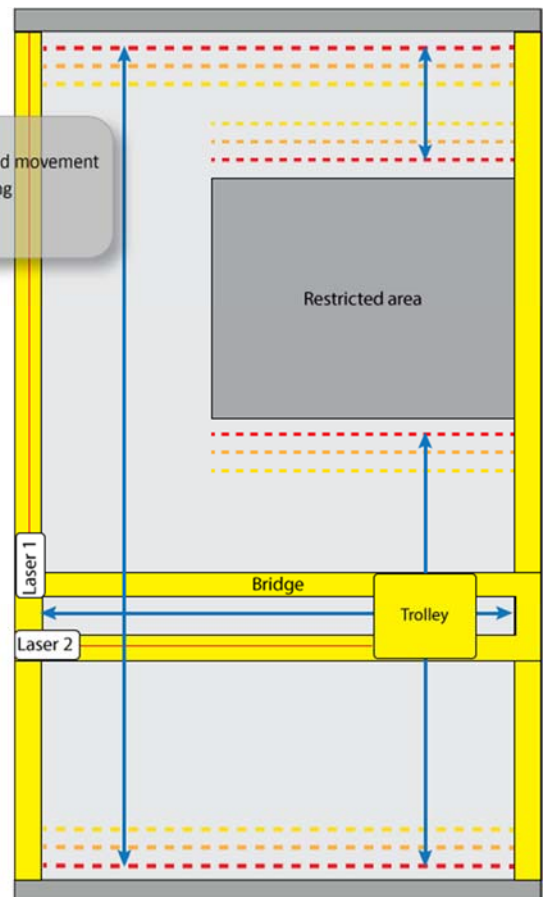 d movement
ng
Restricted area
Laser 1
Bridge
Trolley
Laser 2